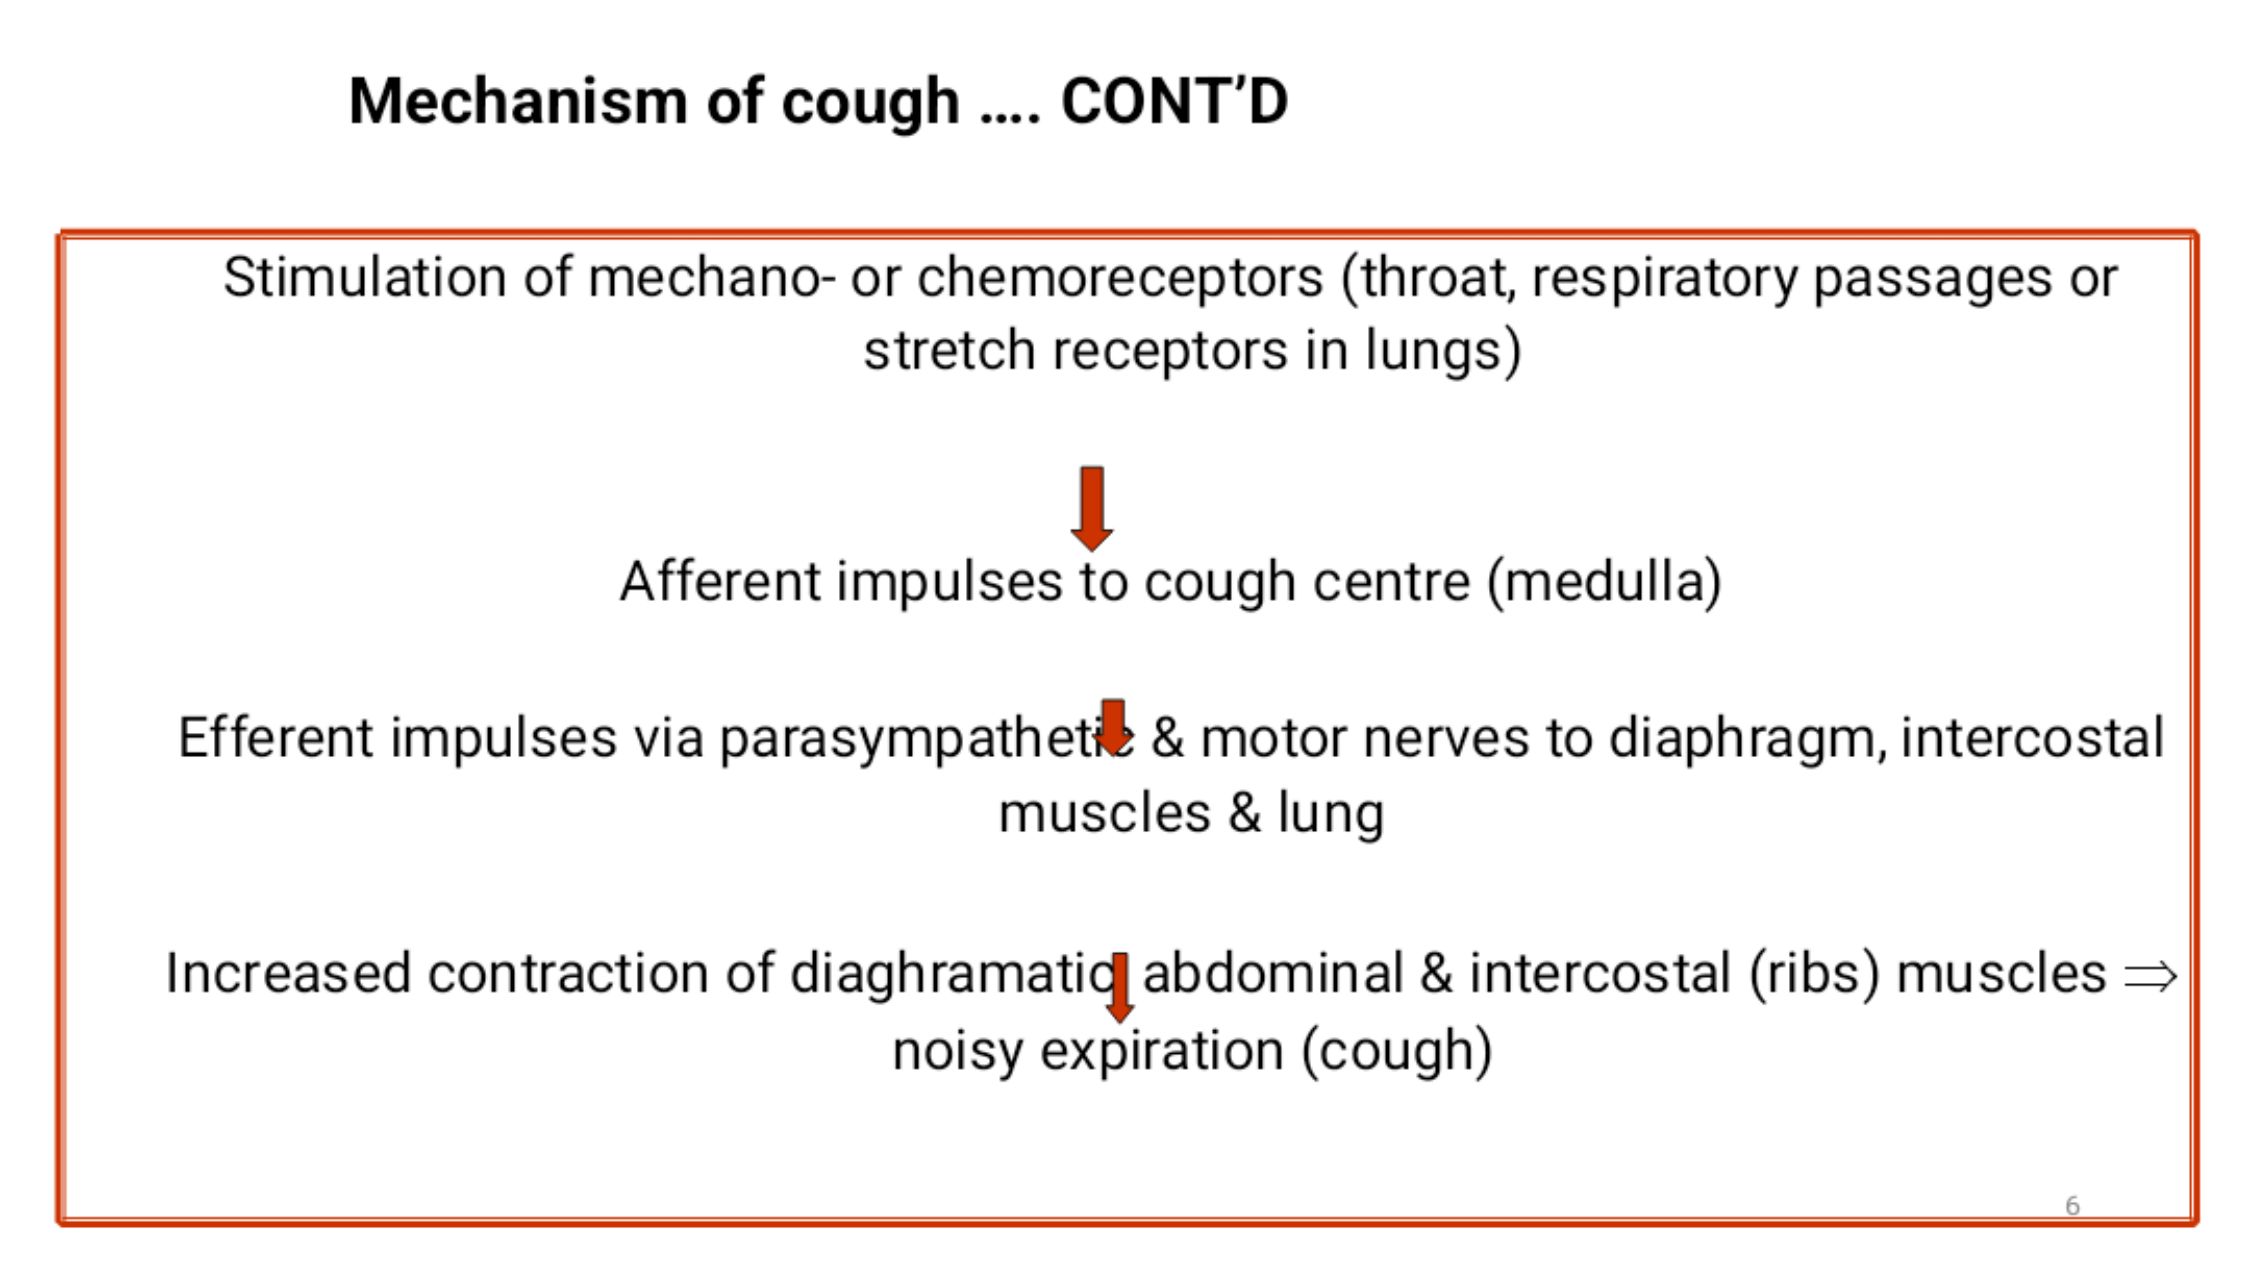 Mechanism of cough .... CONT’D
Stimulation of mechano- or chemoreceptors (throat, respiratory passages or
stretch receptors in lungs)
Afferent impulses to cough centre (medulla)
Efferent impulses via parasympathetic & motor nerves to diaphragm, intercostal
muscles & lung
Increased contraction of diaghramatic, abdominal & intercostal (ribs) muscles ⇒
noisy expiration (cough)
6